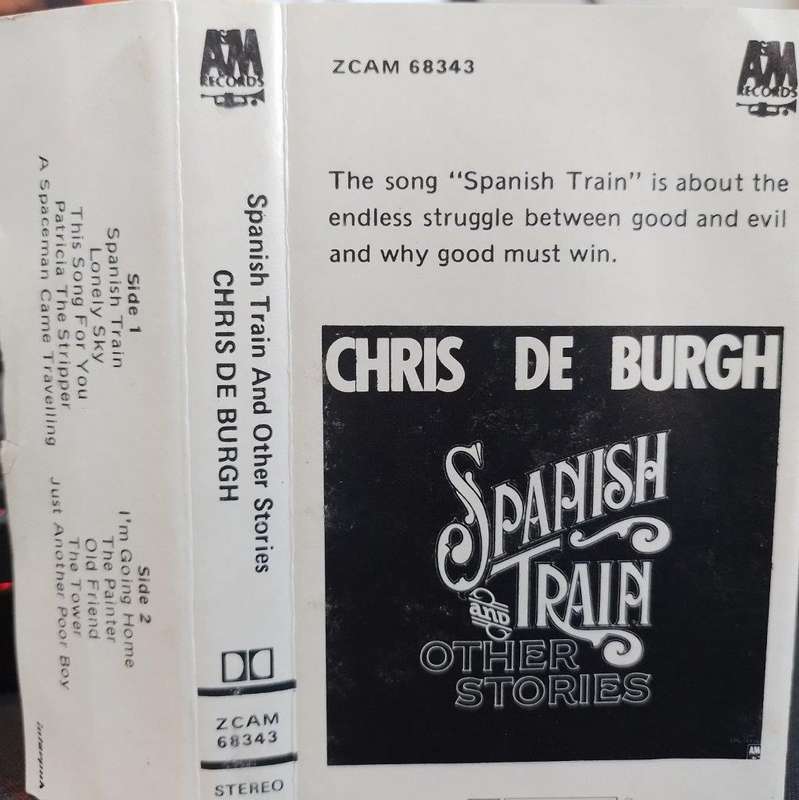 Side 1
Spanish Train
Lonely Sky
This Song For You
Patricia The Stripper
A Spaceman Came Travelling
Side 2
I'm Going Home
The Painter
Old Friend
The Tower
Just Another Poor Boy
A&M
RECORDS
Spanish Train And Other Stories
CHRIS DE BURGH
ZCAM
68343
STEREO
ZCAM 68343
A&M
RECORDS
The song "Spanish Train" is about the
endless struggle between good and evil
and why good must win.
CHRIS DE BURGH
SPANISH
TRAIN
AND
OTHER
STORIES
AM